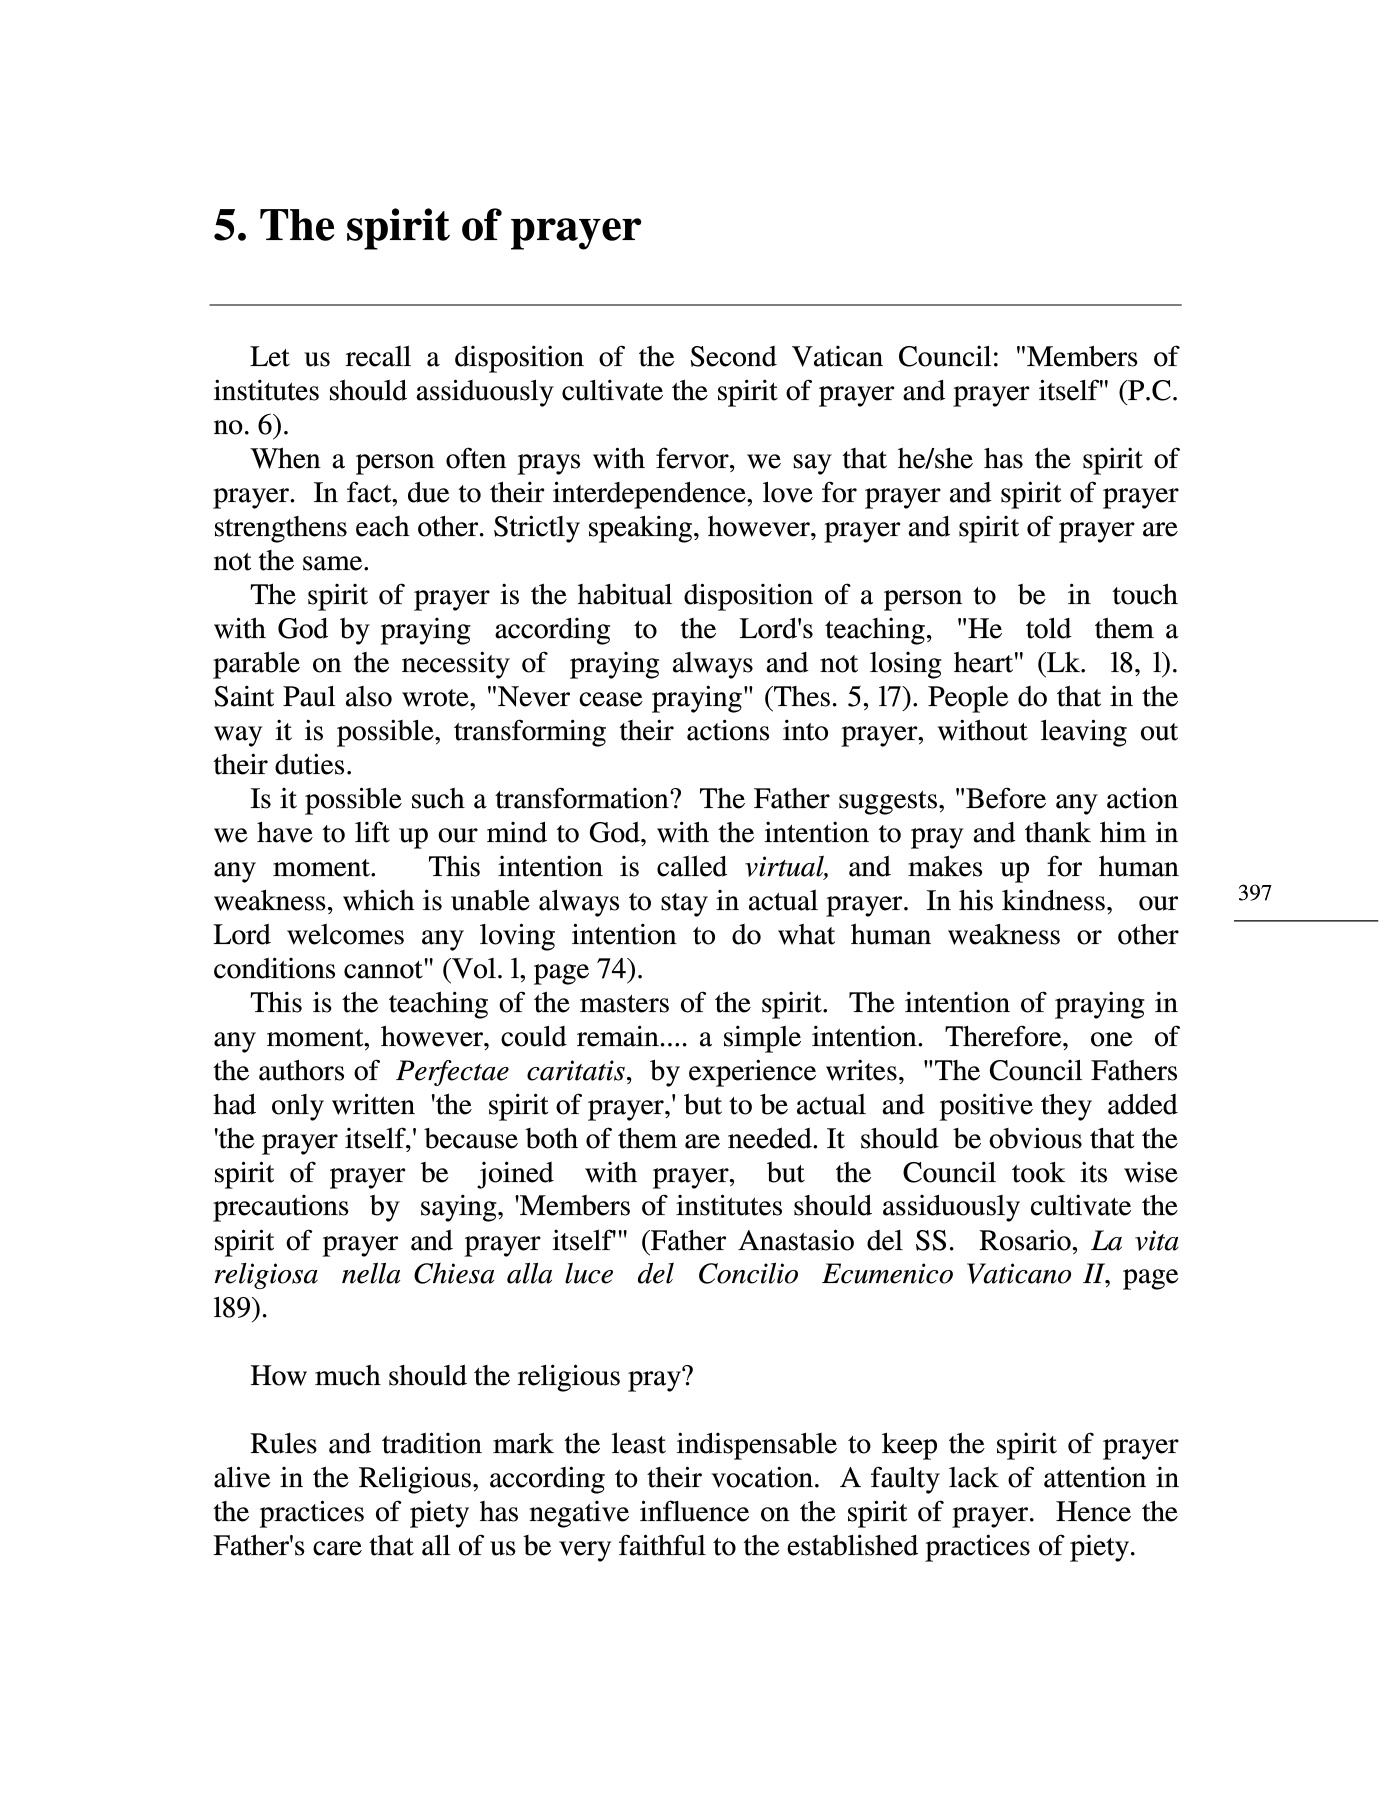 5. The spirit of prayer
Let us recall a disposition of the Second Vatican Council: "Members of
institutes should assiduously cultivate the spirit of prayer and prayer itself" (P.C.
no. 6).
When a person often prays with fervor, we say that he/she has the spirit of
prayer. In fact, due to their interdependence, love for prayer and spirit of prayer
strengthens each other. Strictly speaking, however, prayer and spirit of prayer are
not the same.
The spirit of prayer is the habitual disposition of a person to be in touch
with God by praying according to the Lord's teaching, "He told them a
parable on the necessity of praying always and not losing heart" (Lk. l8, l).
Saint Paul also wrote, "Never cease praying" (Thes. 5, l7). People do that in the
way it is possible, transforming their actions into prayer, without leaving out
their duties.
Is it possible such a transformation? The Father suggests, "Before any action
we have to lift up our mind to God, with the intention to pray and thank him in
any moment. This intention is called virtual, and makes up for human
weakness, which is unable always to stay in actual prayer. In his kindness, our
Lord welcomes any loving intention to do what human weakness or other
conditions cannot" (Vol. l, page 74).
This is the teaching of the masters of the spirit. The intention of praying in
any moment, however, could remain.... a simple intention. Therefore, one of
the authors of Perfectae caritatis, by experience writes, "The Council Fathers
had only written 'the spirit of prayer,' but to be actual and positive they added
'the prayer itself,' because both of them are needed. It should be obvious that the
spirit of prayer be joined with prayer, but the Council took its wise
precautions by saying, 'Members of institutes should assiduously cultivate the
spirit of prayer and prayer itself'" (Father Anastasio del SS. Rosario, La vita
religiosa nella Chiesa alla luce del Concilio Ecumenico Vaticano II, page
l89).
How much should the religious pray?
Rules and tradition mark the least indispensable to keep the spirit of prayer
alive in the Religious, according to their vocation. A faulty lack of attention in
the practices of piety has negative influence on the spirit of prayer. Hence the
Father's care that all of us be very faithful to the established practices of piety.
397